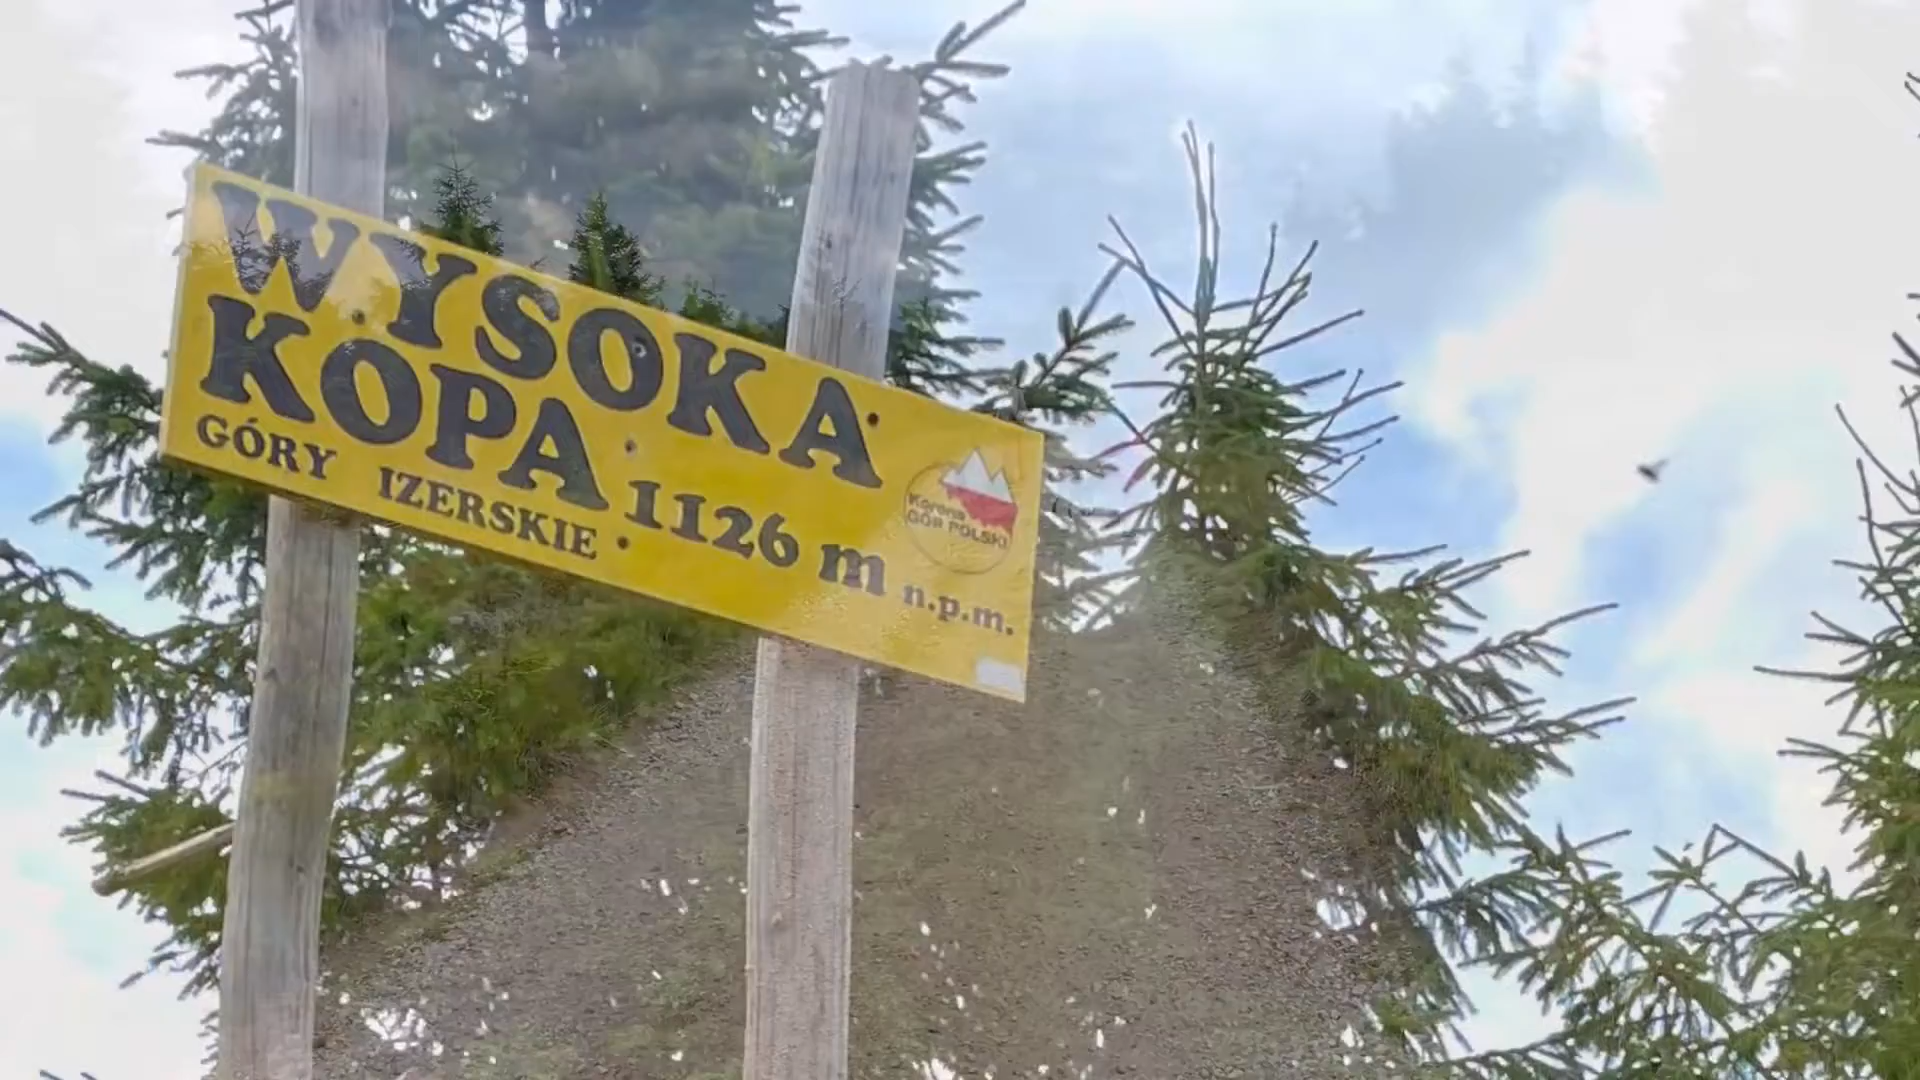 WYSOKA
KOPA 1126 m n.p.m.
GÓRY IZERSKIE
Korona
GÓR POLSKI